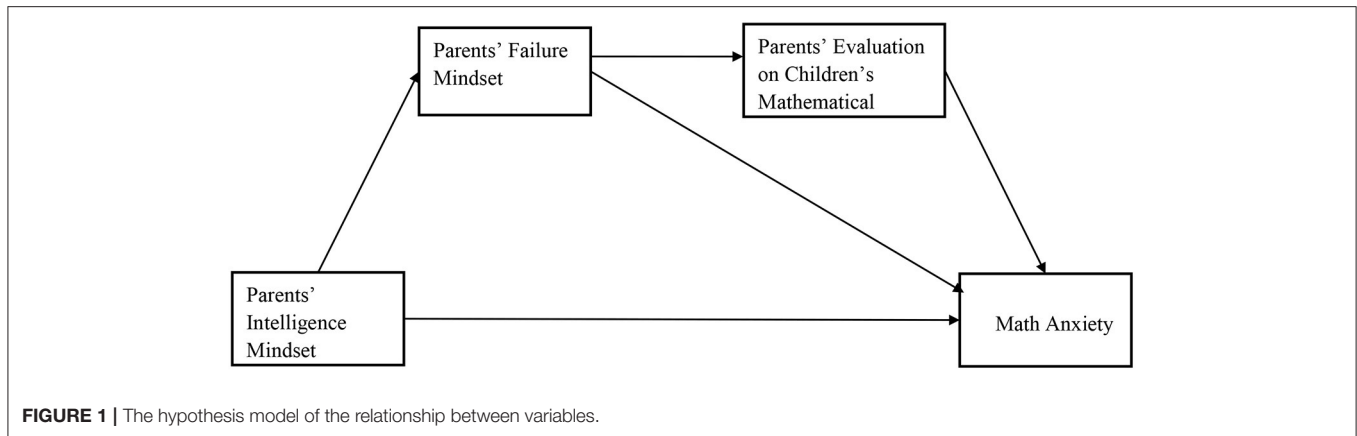 Parents' Failure
Mindset
Parents' Evaluation
on Children's
Mathematical
Parents'
Intelligence
Mindset
Math Anxiety
FIGURE 1 | The hypothesis model of the relationship between variables.